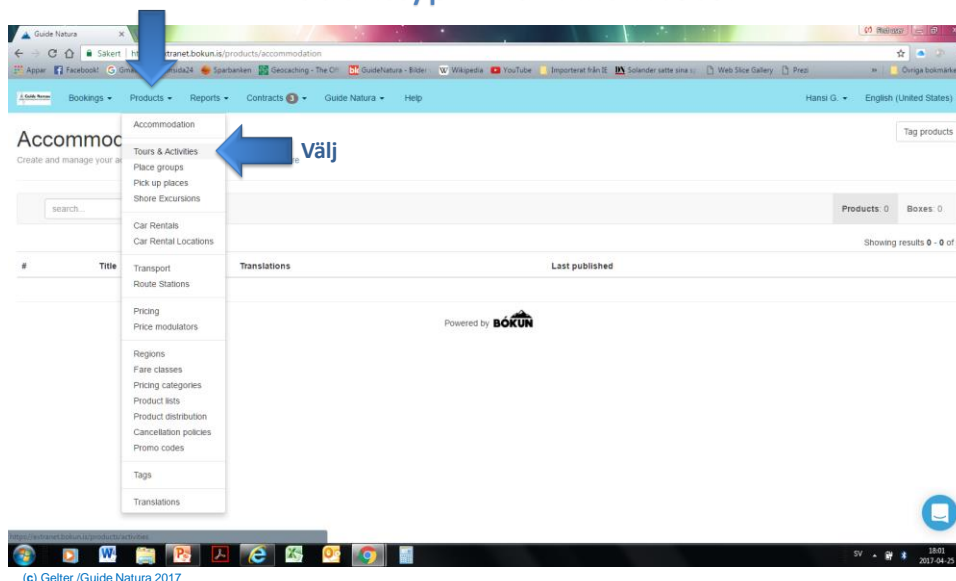 Guide Natura
Säkert
extranet.bokun.is/products/accommodation
Appar Facebook! Sparbanken Geocaching - The Off GuideNatura - Bilder Wikipedia YouTube Importerat från IE Solender satte sina Web Slice Gallery Prezi Övriga bokmärke
Bookings Products Reports Contracts 3 Guide Natura Help Hansi G. English (United States)
Accommoc
Tag products
Create and manage your
search...
Products: 0 Boxes: 0
Showing results 0 - 0 of
# Title Translations Last published
Accommodation
Tours & Activities
Välj
Place groups
Pick up places
Shore Excursions
Car Rentals
Car Rental Locations
Transport
Route Stations
Pricing
Price modulators
Regions
Fare classes
Pricing categories
Product lists
Product distribution
Cancellation policies
Promo codes
Tags
Translations
Powered by BÓKUN
https://extranet.bokun.is/products/activities
SV 18:01
2017-04-25
(c) Gelter /Guide Natura 2017